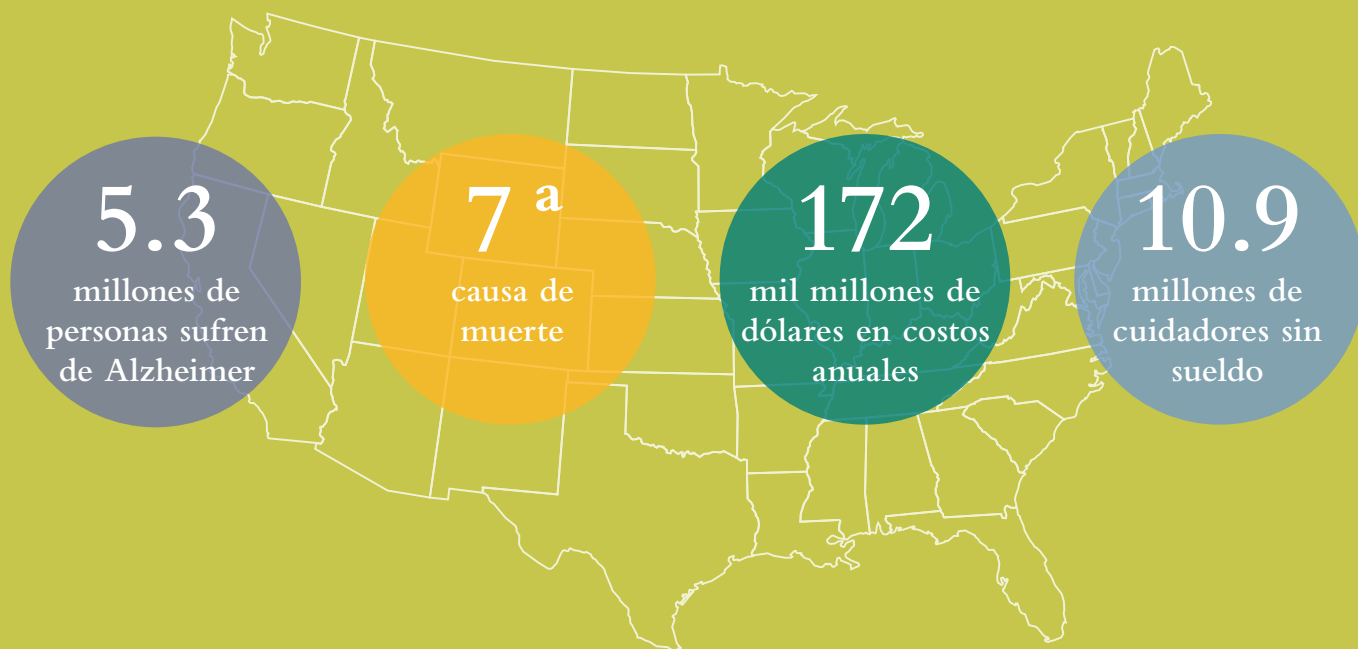 5.3
millones de
personas sufren
de Alzheimer
7 ª
causa de
muerte
172
mil millones de
dólares en costos
anuales
10.9
millones de
cuidadores sin
sueldo